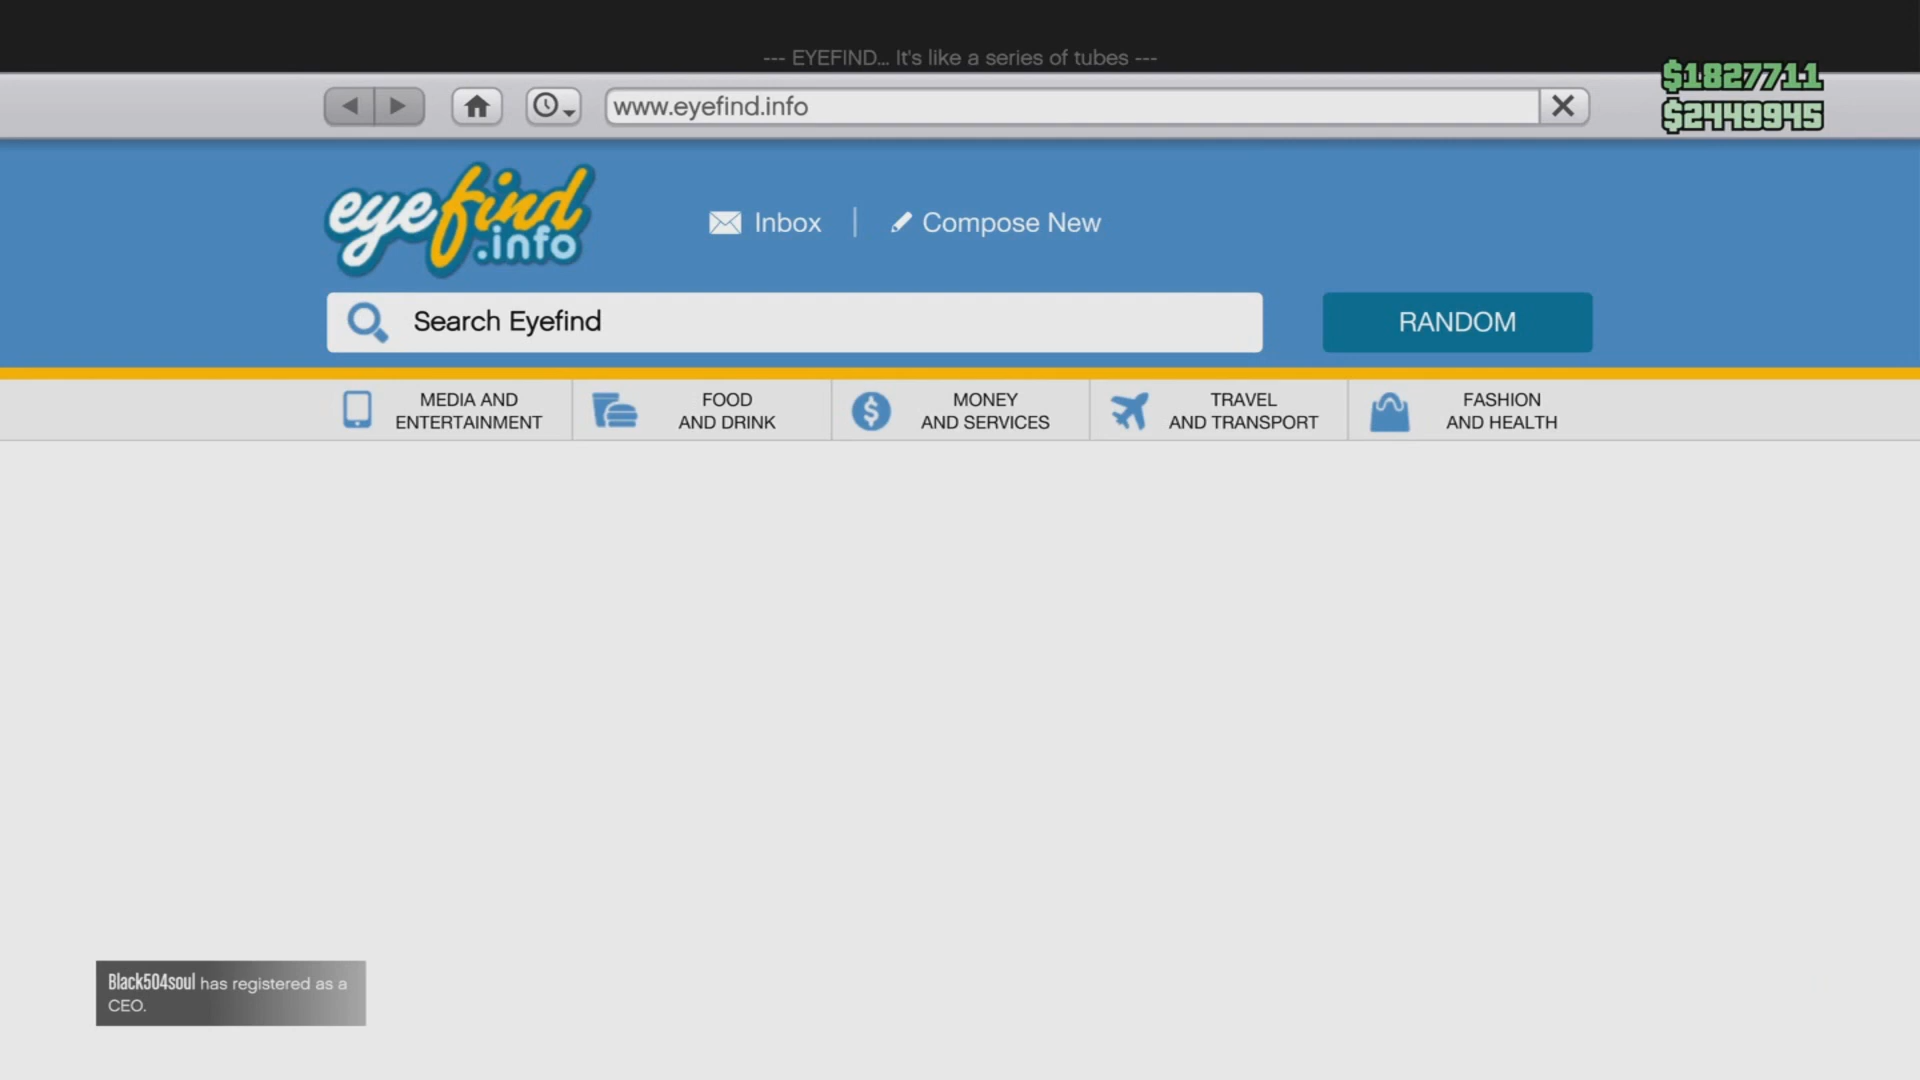 --- EYEFIND... It's like a series of tubes ---
$1827711
www.eyefind.info
$2449945
eyefind
.info
Inbox
Compose New
Search Eyefind
RANDOM
MEDIA AND
ENTERTAINMENT
FOOD
AND DRINK
MONEY
AND SERVICES
TRAVEL
AND TRANSPORT
FASHION
AND HEALTH
Black504soul has registered as a
CEO.